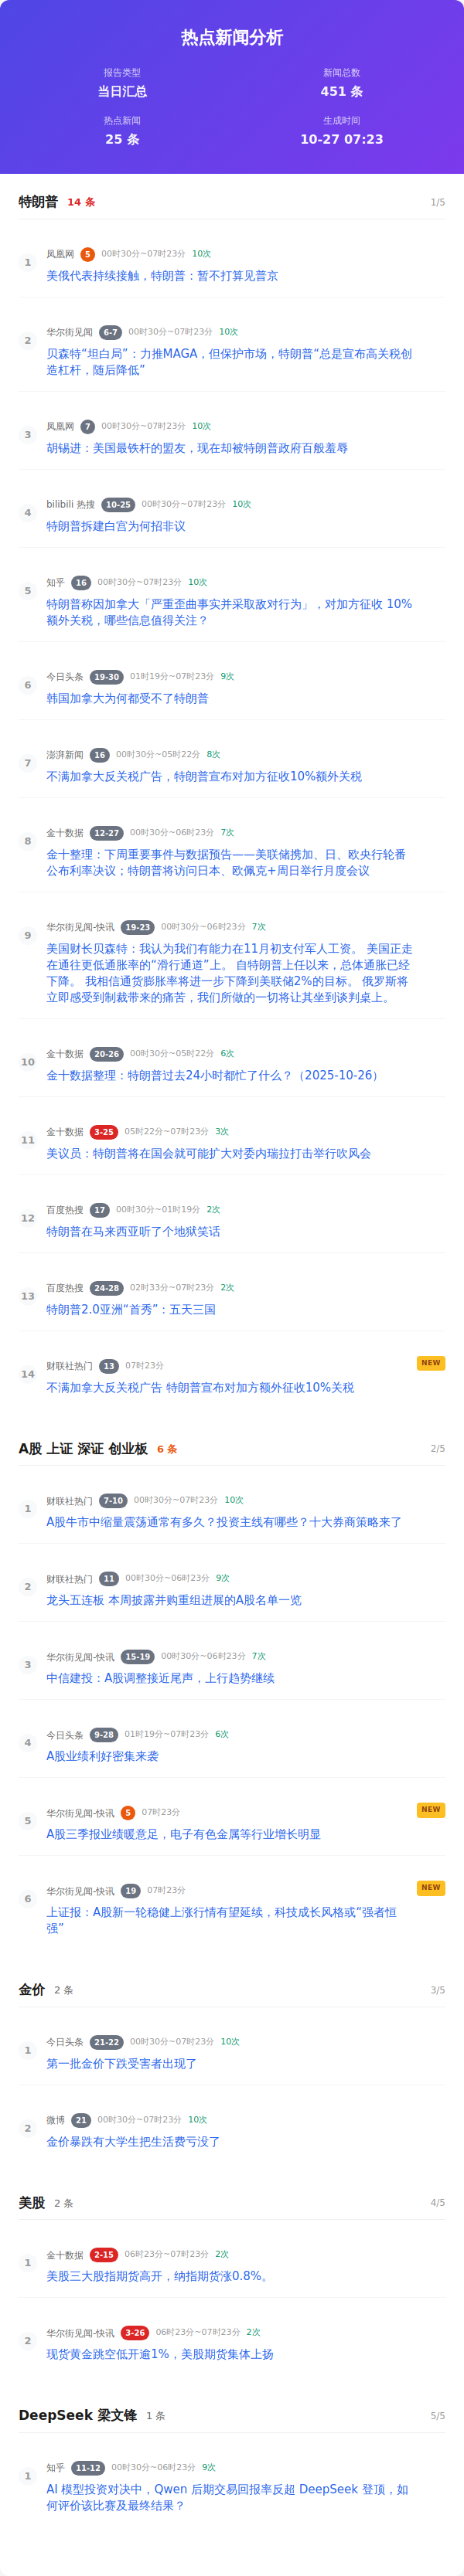 热点新闻分析
报告类型 新闻总数
当日汇总 451 条
热点新闻 生成时间
25 条 10-27 07:23
特朗普 14 条 1/5
1 凤凰网 5 00时30分~07时23分 10次
美俄代表持续接触，特朗普：暂不打算见普京
2 华尔街见闻 6-7 00时30分~07时23分 10次
贝森特“坦白局”：力推MAGA，但保护市场，特朗普“总是宣布高关税创
造杠杆，随后降低”
3 凤凰网 7 00时30分~07时23分 10次
胡锡进：美国最铁杆的盟友，现在却被特朗普政府百般羞辱
4 bilibili 热搜 10-25 00时30分~07时23分 10次
特朗普拆建白宫为何招非议
5 知乎 16 00时30分~07时23分 10次
特朗普称因加拿大「严重歪曲事实并采取敌对行为」，对加方征收 10%
额外关税，哪些信息值得关注？
6 今日头条 19-30 01时19分~07时23分 9次
韩国加拿大为何都受不了特朗普
7 澎湃新闻 16 00时30分~05时22分 8次
不满加拿大反关税广告，特朗普宣布对加方征收10%额外关税
8 金十数据 12-27 00时30分~06时23分 7次
金十整理：下周重要事件与数据预告——美联储携加、日、欧央行轮番
公布利率决议；特朗普将访问日本、欧佩克+周日举行月度会议
9 华尔街见闻-快讯 19-23 00时30分~06时23分 7次
美国财长贝森特：我认为我们有能力在11月初支付军人工资。 美国正走
在通往更低通胀率的“滑行通道”上。 自特朗普上任以来，总体通胀已经
下降。 我相信通货膨胀率将进一步下降到美联储2%的目标。 俄罗斯将
立即感受到制裁带来的痛苦，我们所做的一切将让其坐到谈判桌上。
10 金十数据 20-26 00时30分~05时22分 6次
金十数据整理：特朗普过去24小时都忙了什么？（2025-10-26）
11 金十数据 3-25 05时22分~07时23分 3次
美议员：特朗普将在国会就可能扩大对委内瑞拉打击举行吹风会
12 百度热搜 17 00时30分~01时19分 2次
特朗普在马来西亚听了个地狱笑话
13 百度热搜 24-28 02时33分~07时23分 2次
特朗普2.0亚洲“首秀”：五天三国
14 财联社热门 13 07时23分 NEW
不满加拿大反关税广告 特朗普宣布对加方额外征收10%关税
A股 上证 深证 创业板 6 条 2/5
1 财联社热门 7-10 00时30分~07时23分 10次
A股牛市中缩量震荡通常有多久？投资主线有哪些？十大券商策略来了
2 财联社热门 11 00时30分~06时23分 9次
龙头五连板 本周披露并购重组进展的A股名单一览
3 华尔街见闻-快讯 15-19 00时30分~06时23分 7次
中信建投：A股调整接近尾声，上行趋势继续
4 今日头条 9-28 01时19分~07时23分 6次
A股业绩利好密集来袭
5 华尔街见闻-快讯 5 07时23分 NEW
A股三季报业绩暖意足，电子有色金属等行业增长明显
6 华尔街见闻-快讯 19 07时23分 NEW
上证报：A股新一轮稳健上涨行情有望延续，科技成长风格或“强者恒
强”
金价 2 条 3/5
1 今日头条 21-22 00时30分~07时23分 10次
第一批金价下跌受害者出现了
2 微博 21 00时30分~07时23分 10次
金价暴跌有大学生把生活费亏没了
美股 2 条 4/5
1 金十数据 2-15 06时23分~07时23分 2次
美股三大股指期货高开，纳指期货涨0.8%。
2 华尔街见闻-快讯 3-26 06时23分~07时23分 2次
现货黄金跳空低开逾1%，美股期货集体上扬
DeepSeek 梁文锋 1 条 5/5
1 知乎 11-12 00时30分~06时23分 9次
AI 模型投资对决中，Qwen 后期交易回报率反超 DeepSeek 登顶，如
何评价该比赛及最终结果？